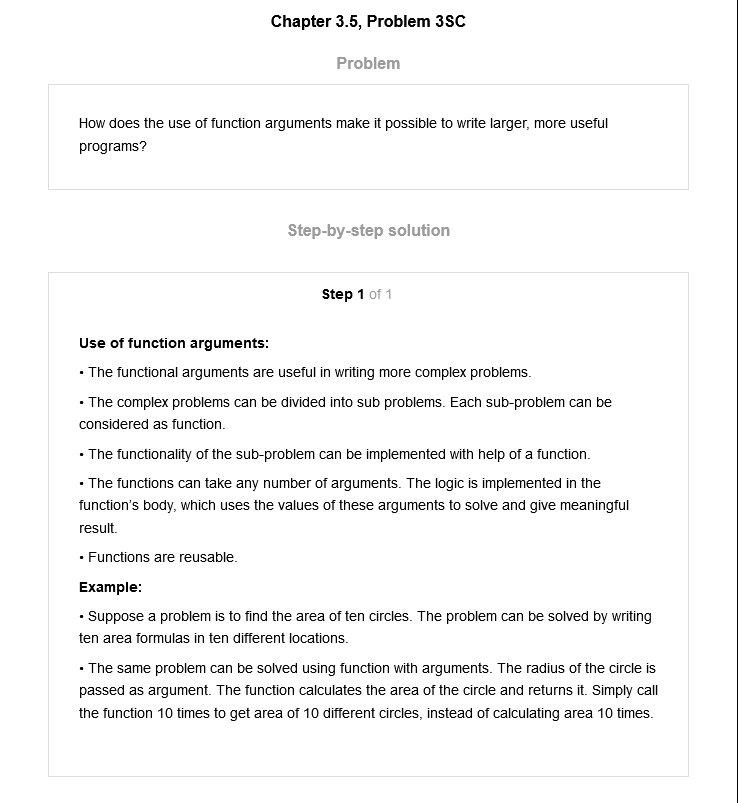 Chapter 3.5, Problem 3SC
Problem
How does the use of function arguments make it possible to write larger, more useful
programs?
Step-by-step solution
Step 1 of 1
Use of function arguments:
• The functional arguments are useful in writing more complex problems.
• The complex problems can be divided into sub problems. Each sub-problem can be
considered as function.
• The functionality of the sub-problem can be implemented with help of a function.
• The functions can take any number of arguments. The logic is implemented in the
function’s body, which uses the values of these arguments to solve and give meaningful
result.
• Functions are reusable.
Example:
• Suppose a problem is to find the area of ten circles. The problem can be solved by writing
ten area formulas in ten different locations.
• The same problem can be solved using function with arguments. The radius of the circle is
passed as argument. The function calculates the area of the circle and returns it. Simply call
the function 10 times to get area of 10 different circles, instead of calculating area 10 times.